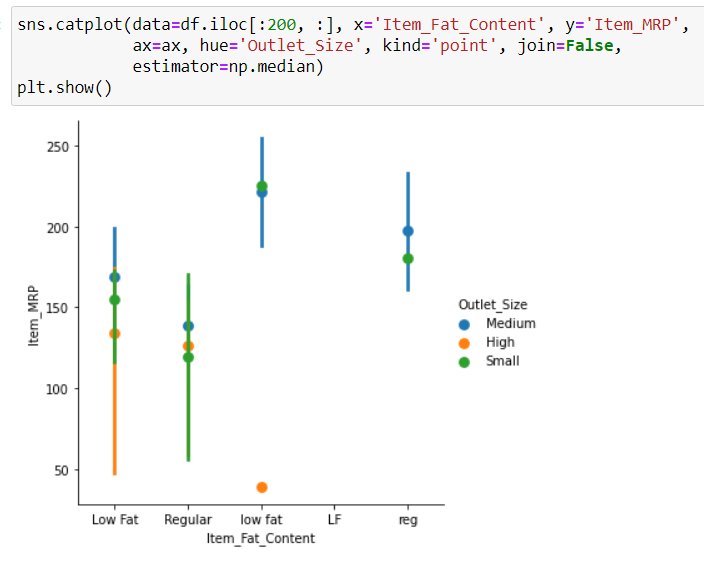 sns.catplot(data=df.iloc[:200, :], x='Item_Fat_Content', y='Item_MRP',
ax=ax, hue='Outlet_Size', kind='point', join=False,
estimator=np.median)
plt.show()
250
200
150
100
50
Item_MRP
Low Fat Regular low fat LF reg
Item_Fat_Content
Outlet_Size
Medium
High
Small